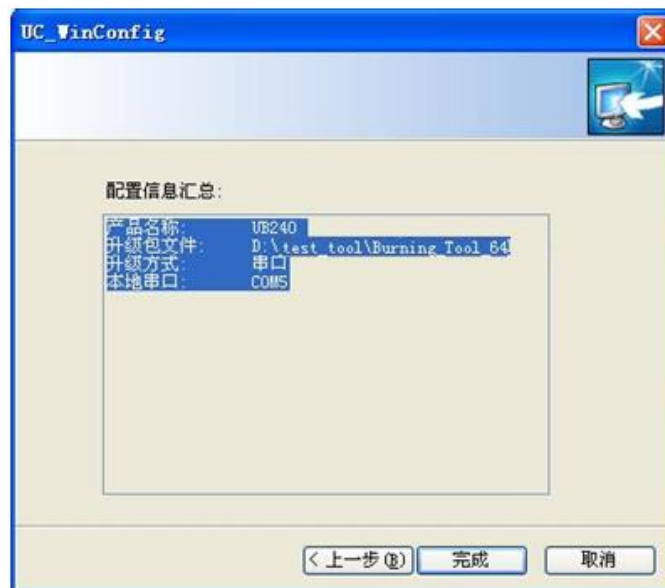 UC_WinConfig
配置信息汇总:
产品名称: UB240
升级包文件: D:\test_tool\Burning_Tool_64
升级方式: 串口
本地串口: COM5
< 上一步(B) 完成 取消